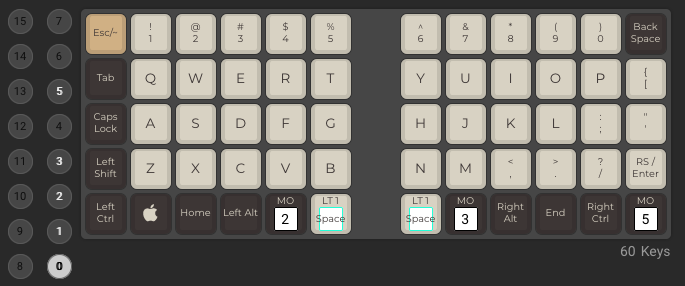 15 7
14 6
13 5
12 4
11 3
10 2
9 1
8 0
Esc/~ ! 1 @ 2 # 3 $ 4 % 5 ^ 6 & 7 * 8 ( 9 ) 0 Back Space
Tab Q W E R T Y U I O P { [
Caps Lock A S D F G H J K L : ; " '
Left Shift Z X C V B N M < , > . ? / RS / Enter
Left Ctrl Home Left Alt MO 2 LT 1 Space LT 1 Space MO 3 Right Alt End Right Ctrl MO 5
60 Keys